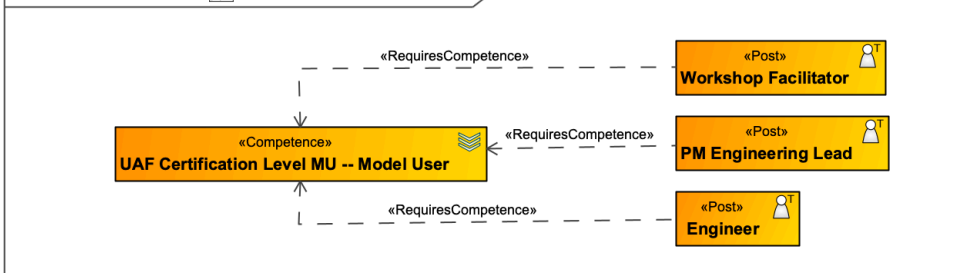 «RequiresCompetence»
«Post»
Workshop Facilitator
«Competence»
UAF Certification Level MU -- Model User
«RequiresCompetence»
«Post»
PM Engineering Lead
«RequiresCompetence»
«Post»
Engineer
T
T
T